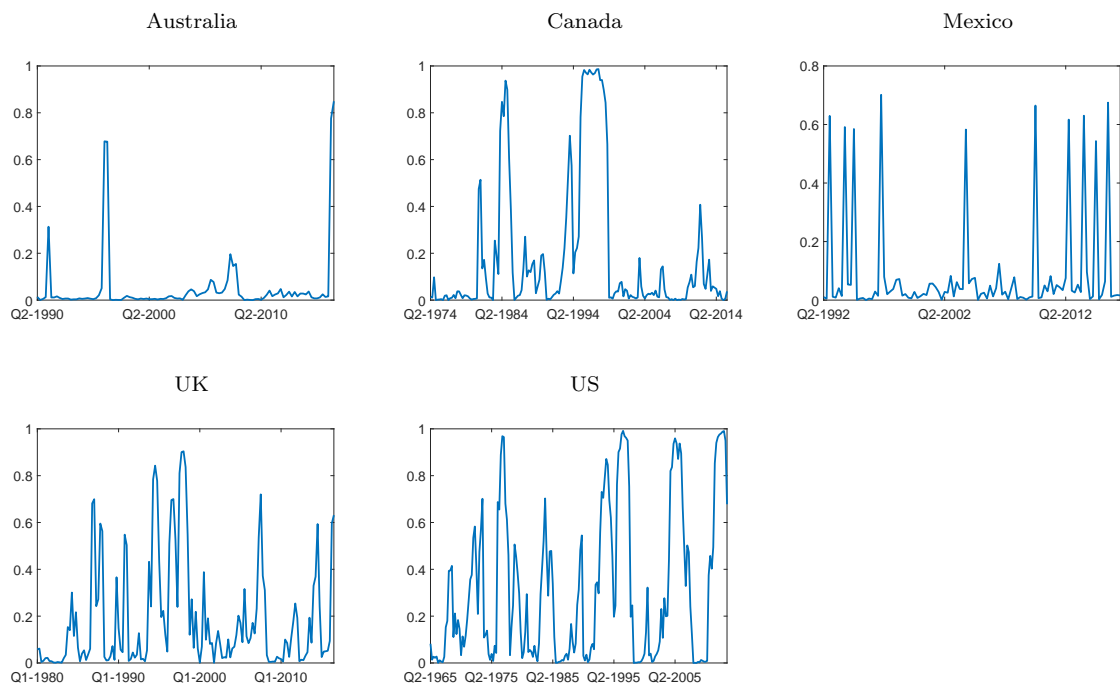 Australia
Canada
Mexico
1
0.8
0.6
0.4
0.2
0
Q2-1990
Q2-2000
Q2-2010
1
0.8
0.6
0.4
0.2
0
Q2-1974
Q2-1984
Q2-1994
Q2-2004
Q2-2014
0.8
0.6
0.4
0.2
0
Q2-1992
Q2-2002
Q2-2012
UK
US
1
0.8
0.6
0.4
0.2
0
Q1-1980
Q1-1990
Q1-2000
Q1-2010
1
0.8
0.6
0.4
0.2
0
Q2-1965
Q2-1975
Q2-1985
Q2-1995
Q2-2005